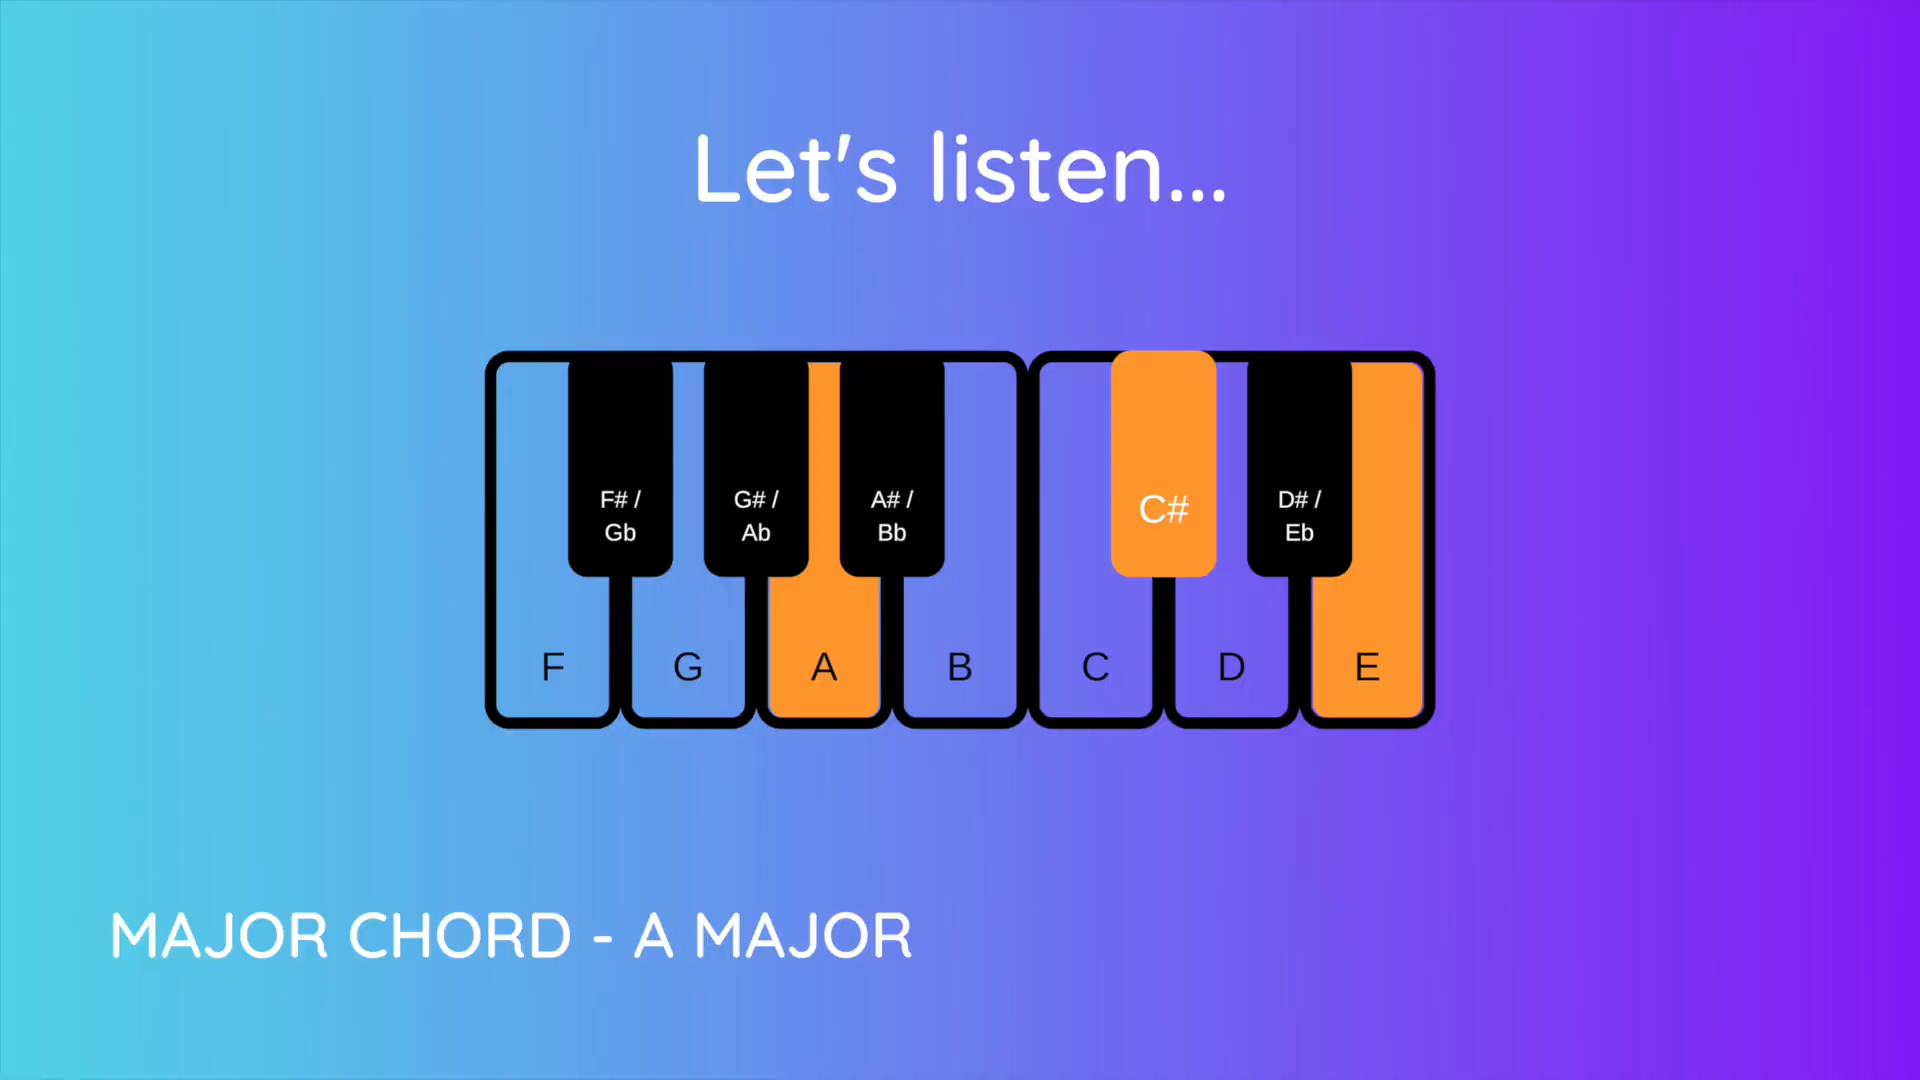 Let's listen...
F# /
Gb
G# /
Ab
A# /
Bb
C#
D# /
Eb
F
G
A
B
C
D
E
MAJOR CHORD - A MAJOR